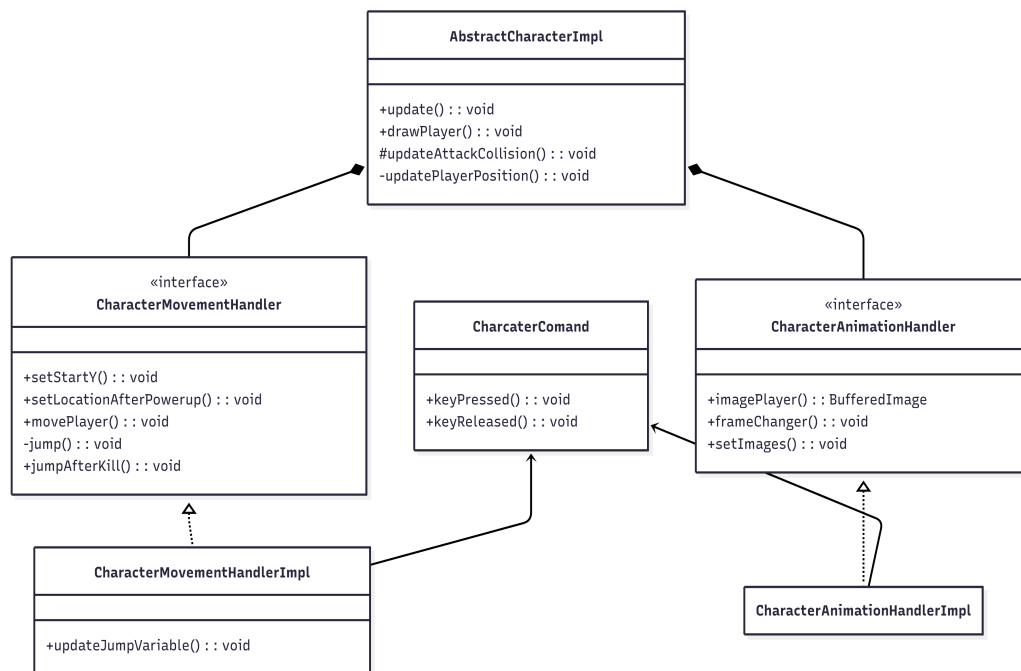 AbstractCharacterImpl
+update() : : void
+drawPlayer() : : void
#updateAttackCollision() : : void
-updatePlayerPosition() : : void
«interface»
CharacterMovementHandler
+setStartY() : : void
+setLocationAfterPowerup() : : void
+movePlayer() : : void
-jump() : : void
+jumpAfterKill() : : void
CharcaterComand
+keyPressed() : : void
+keyReleased() : : void
«interface»
CharacterAnimationHandler
+imagePlayer() : : BufferedImage
+frameChanger() : : void
+setImages() : : void
CharacterMovementHandlerImpl
+updateJumpVariable() : : void
CharacterAnimationHandlerImpl